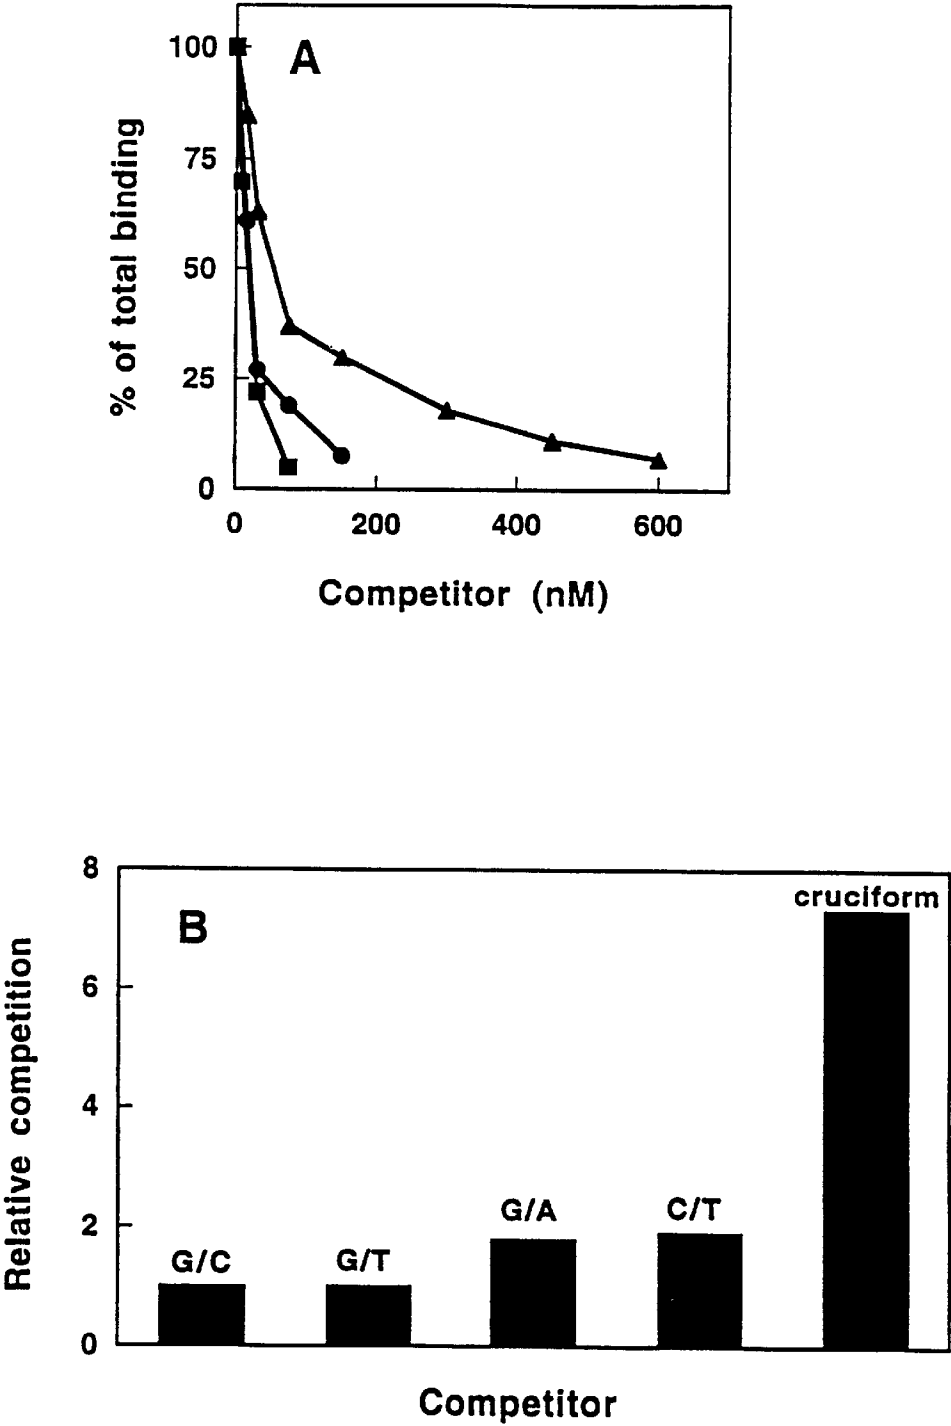 A
100
75
50
25
0
% of total binding
0 200 400 600
Competitor (nM)
B
8
6
4
2
0
Relative competition
G/C G/T G/A C/T cruciform
Competitor